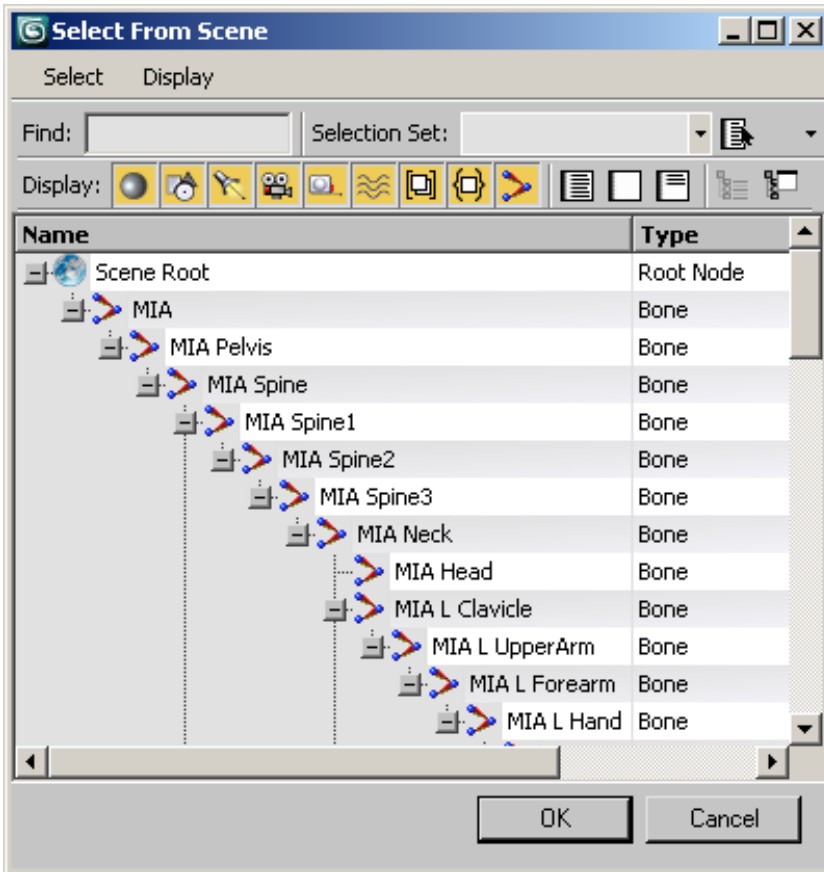 Select From Scene
Select Display
Find: Selection Set:
Display:
Name Type
Scene Root Root Node
MIA Bone
MIA Pelvis Bone
MIA Spine Bone
MIA Spine1 Bone
MIA Spine2 Bone
MIA Spine3 Bone
MIA Neck Bone
MIA Head Bone
MIA L Clavicle Bone
MIA L UpperArm Bone
MIA L Forearm Bone
MIA L Hand Bone
OK Cancel